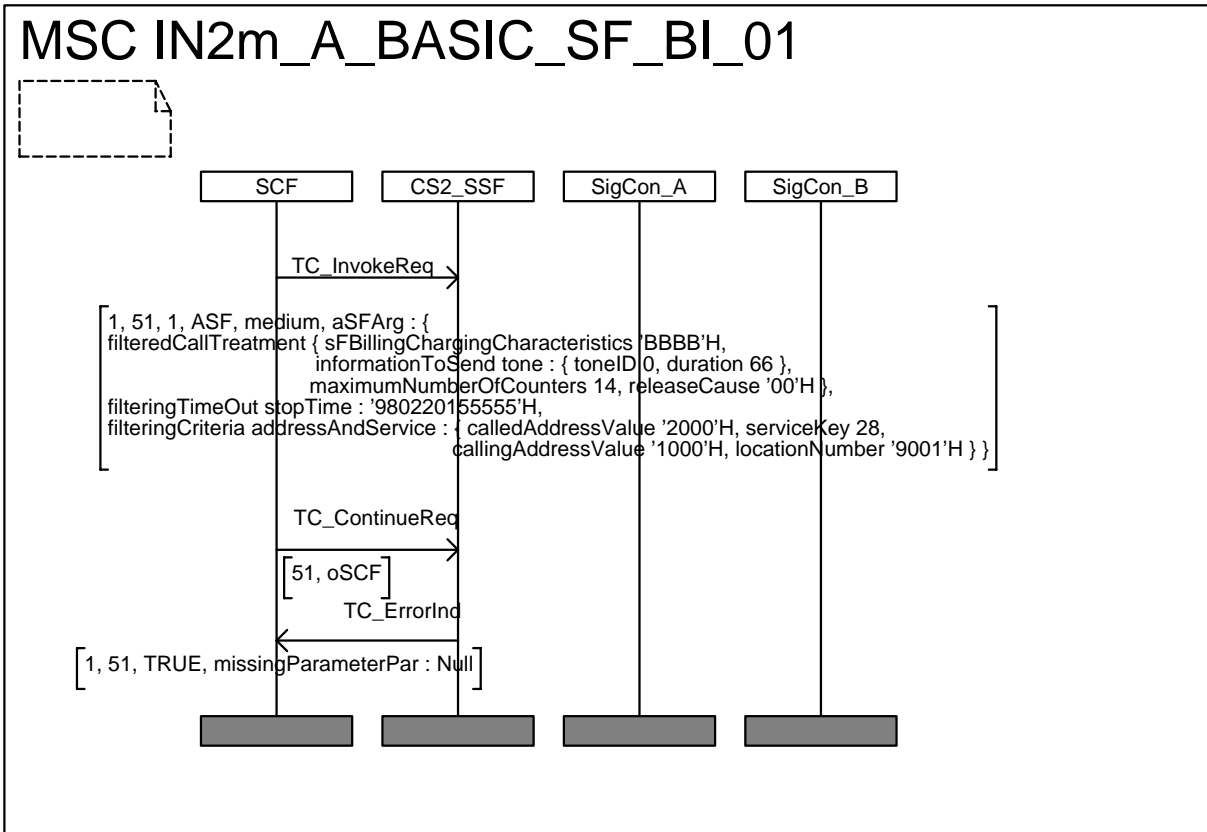 MSC IN2m_A_BASIC_SF_BI_01
SCF CS2_SSF SigCon_A SigCon_B
TC_InvokeReq
1, 51, 1, ASF, medium, aSFArg : {
filteredCallTreatment { sFBillingChargingCharacteristics ’BBBB’H,
informationToSend tone : { toneID 0, duration 66 },
maximumNumberOfCounters 14, releaseCause ’00’H },
filteringTimeOut stopTime : ’980220155555’H,
filteringCriteria addressAndService : { calledAddressValue ’2000’H, serviceKey 28,
callingAddressValue ’1000’H, locationNumber ’9001’H } }
TC_ContinueReq
51, oSCF
TC_ErrorInd
1, 51, TRUE, missingParameterPar : Null